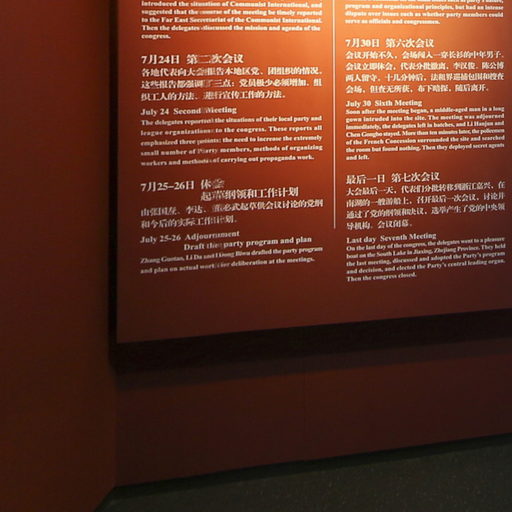 introduced the situation of Communist International, and
suggested that the course of the meeting be timely reported
to the Far East Secretariat of the Communist International.
Then the delegates discussed the mission and agenda of the
congress.
7月24日 第二次会议
各地代表向大会报告本地区党、团组织的情况。
这些报告都强调了三点：党员极少必须增加、组
织工人的方法、进行宣传工作的方法。
July 24 Second Meeting
The delegates reported the situations of their local party and
league organizations to the congress. These reports all
emphasized three points: the need to increase the extremely
small number of Party members, methods of organizing
workers and methods of carrying out propaganda work.
7月25-26日 休会
起草纲领和工作计划
由张国焘、李达、董必武起草供会议讨论的党纲
和今后的实际工作计划。
July 25-26 Adjournment
Draft the party program and plan
Zhang Guotao, Li Da and Dong Biwu drafted the party program
and plan on actual work for deliberation at the meetings.
program and organizational principles, but had an intense
dispute over issues such as whether party members could
serve as officials and congressmen.
7月30日 第六次会议
会议开始不久，会场闯入一穿长衫的中年男子，
会议立即休会，代表分批撤离，李汉俊、陈公博
两人留守，十几分钟后，法租界巡捕包围和搜查
会场，但查无所获，布下暗探，随后离开。
July 30 Sixth Meeting
Soon after the meeting began, a middle-aged man in a long
gown intruded into the site. The meeting was adjourned
immediately, the delegates left in batches, and Li Hanjun and
Chen Gongbo stayed. More than ten minutes later, the policemen
of the French Concession surrounded the site and searched
the room but found nothing. Then they deployed secret agents
and left.
最后一日 第七次会议
大会最后一天，代表们分批转移到浙江嘉兴，在
南湖的一艘游船上，召开最后一次会议，讨论并
通过了党的纲领和决议，选举产生了党的中央领
导机构。会议闭幕。
Last day Seventh Meeting
On the last day of the congress, the delegates went to a pleasure
boat on the South Lake in Jiaxing, Zhejiang Province. They held
the last meeting, discussed and adopted the Party's program
and decision, and elected the Party's central leading organ.
Then the congress closed.